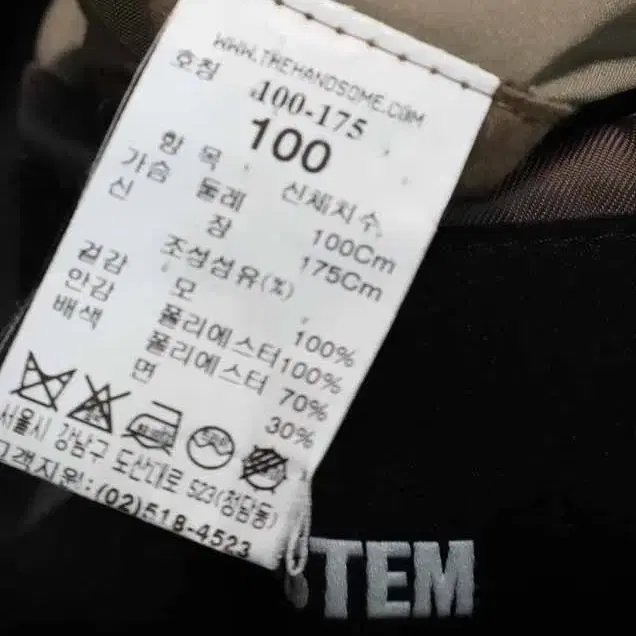 WWW.THEHANDSOME.COM
호칭 100-175
100
항 목 신체치수
가슴 둘레 100Cm
신 장 175Cm
조성섬유(%)
겉감 모 100%
안감 폴리에스터 100%
배색 폴리에스터 70%
면 30%
서울시 강남구 도산대로 523(청담동)
고객지원:(02)518-4523
TEM